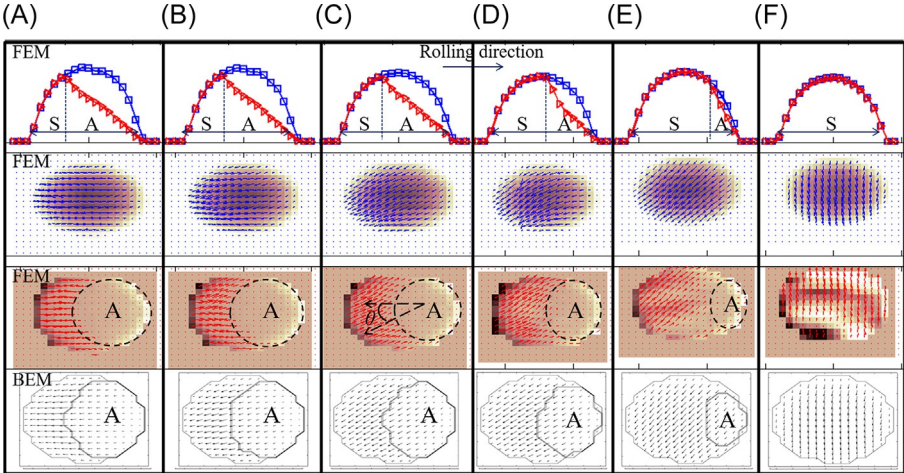 (A) (B) (C) (D) (E) (F)
FEM
Rolling direction
S A S A S A S A S A S
FEM
FEM
A A A A A
θ
BEM
A A A A A